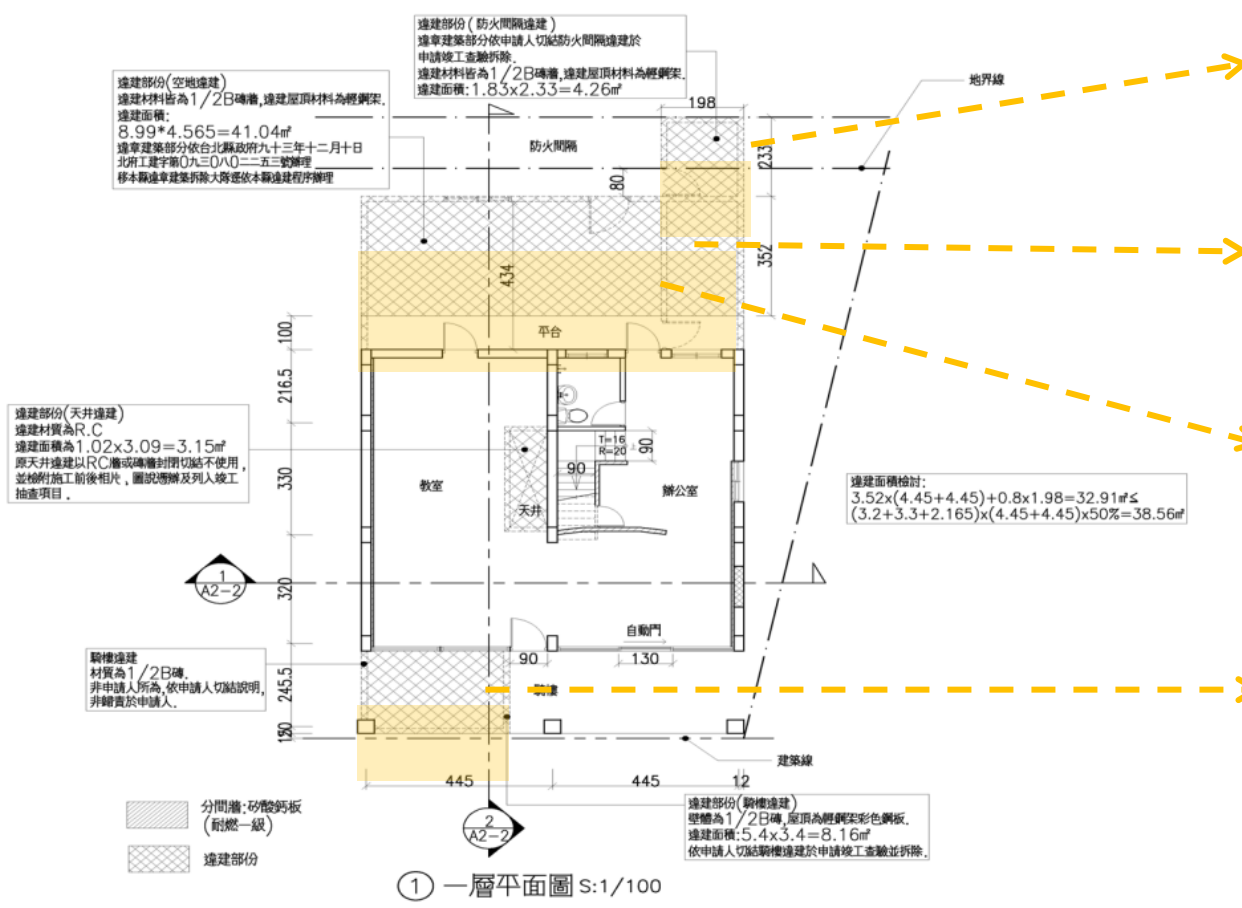 違建部份(防火間隔違建)
違章建築部分依申請人切結防火間隔違建於
申請竣工查驗拆除.
違建材料皆為1/2B磚牆,違建屋頂材料為輕鋼架.
違建面積:1.83x2.33=4.26㎡
違建部份(空地違建)
違建材料皆為1/2B磚牆,違建屋頂材料為輕鋼架.
違建面積:
8.99*4.565=41.04㎡
違章建築部分依台北縣政府九十三年十二月十日
北府工建字第0九三0八0二二五三號辦理
移本縣違章建築拆除大隊逕依本縣違建程序辦理
地界線
198
防火間隔
233
80
352
434
100
平台
216.5
違建部份(天井違建)
違建材質為R.C
違建面積為1.02x3.09=3.15㎡
原天井違建以RC牆或磚牆封閉切結不使用,
並檢附施工前後相片,圖說憑辦及列入竣工
抽查項目.
T=16
R=20
90
90
330
教室
天井
辦公室
違建面積檢討:
3.52x(4.45+4.45)+0.8x1.98=32.91㎡≤
(3.2+3.3+2.165)x(4.45+4.45)x50%=38.56㎡
1
A2-2
320
自動門
90
130
騎樓違建
材質為1/2B磚.
非申請人所為,依申請人切結說明,
非歸責於申請人.
245.5
騎樓
建築線
445
445
12
分間牆:矽酸鈣板
(耐燃一級)
違建部份
2
A2-2
違建部份(騎樓違建)
壁體為1/2B磚,屋頂為輕鋼架彩色鋼板.
違建面積:5.4x3.4=8.16㎡
依申請人切結騎樓違建於申請竣工查驗並拆除.
1 一層平面圖 S:1/100